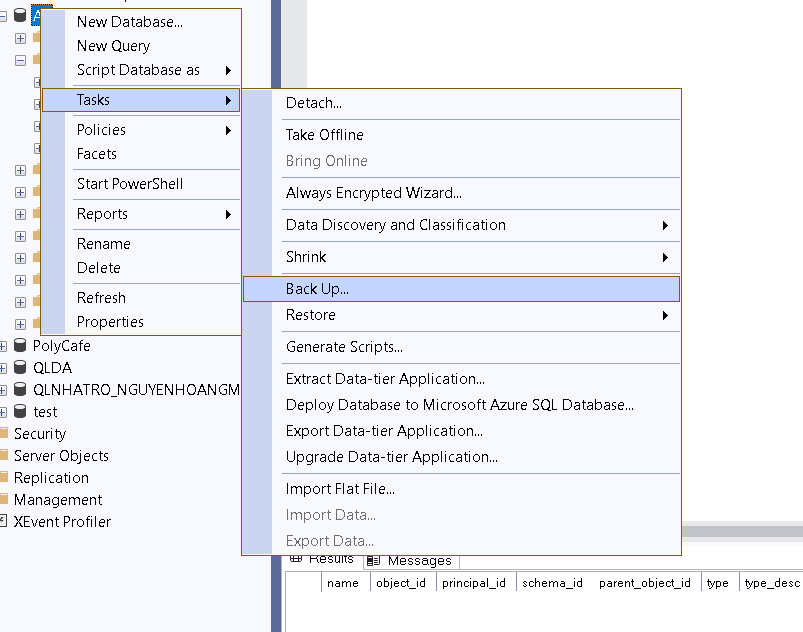 New Database...
New Query
Script Database as
Tasks
Policies
Facets
Start PowerShell
Reports
Rename
Delete
Refresh
Properties
Detach...
Take Offline
Bring Online
Always Encrypted Wizard...
Data Discovery and Classification
Shrink
Back Up...
Restore
Generate Scripts...
Extract Data-tier Application...
Deploy Database to Microsoft Azure SQL Database...
Export Data-tier Application...
Upgrade Data-tier Application...
Import Flat File...
Import Data...
Export Data...
PolyCafe
QLDA
QLNHATRO_NGUYENHOANGM
test
Security
Server Objects
Replication
Management
XEvent Profiler
Results Messages
name object_id principal_id schema_id parent_object_id type type_desc